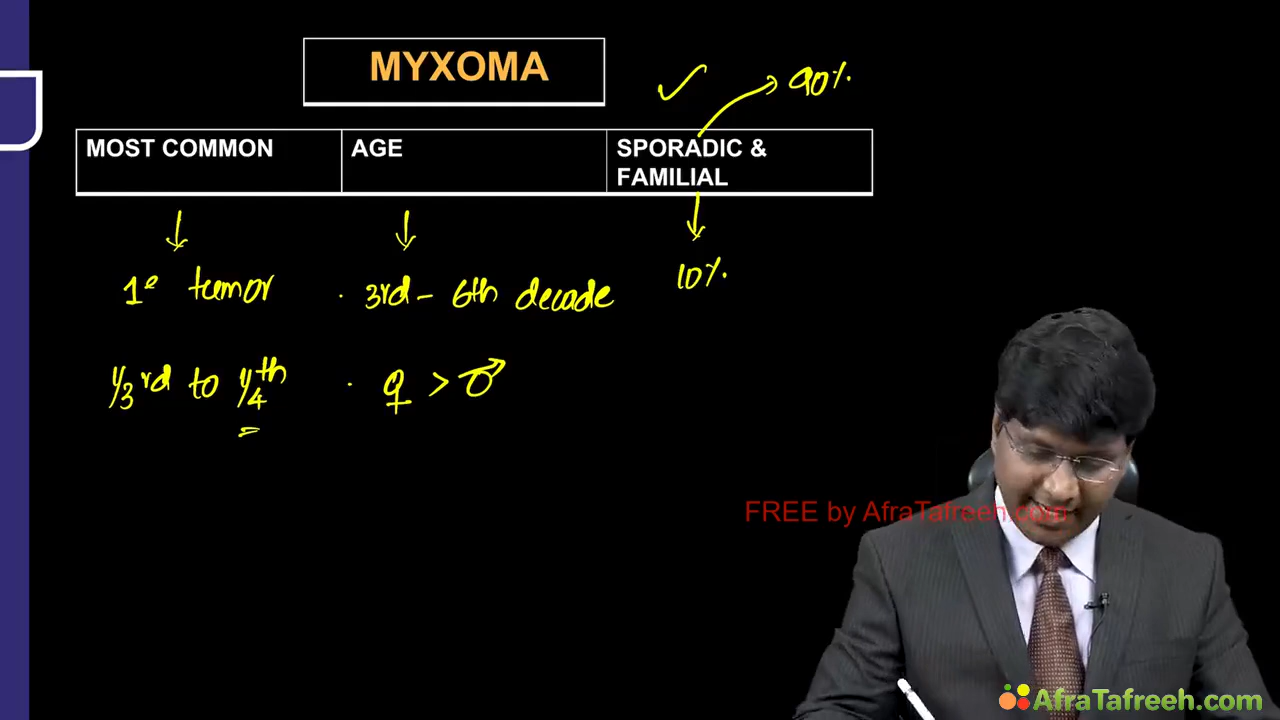 MYXOMA
90%.
MOST COMMON
AGE
SPORADIC &
FAMILIAL
1° tumor
· 3rd - 6th decade
10%.
1/3rd to 1/4th
· ♀ > ♂
FREE by AfraTafreeh.com
AfraTafreeh.com